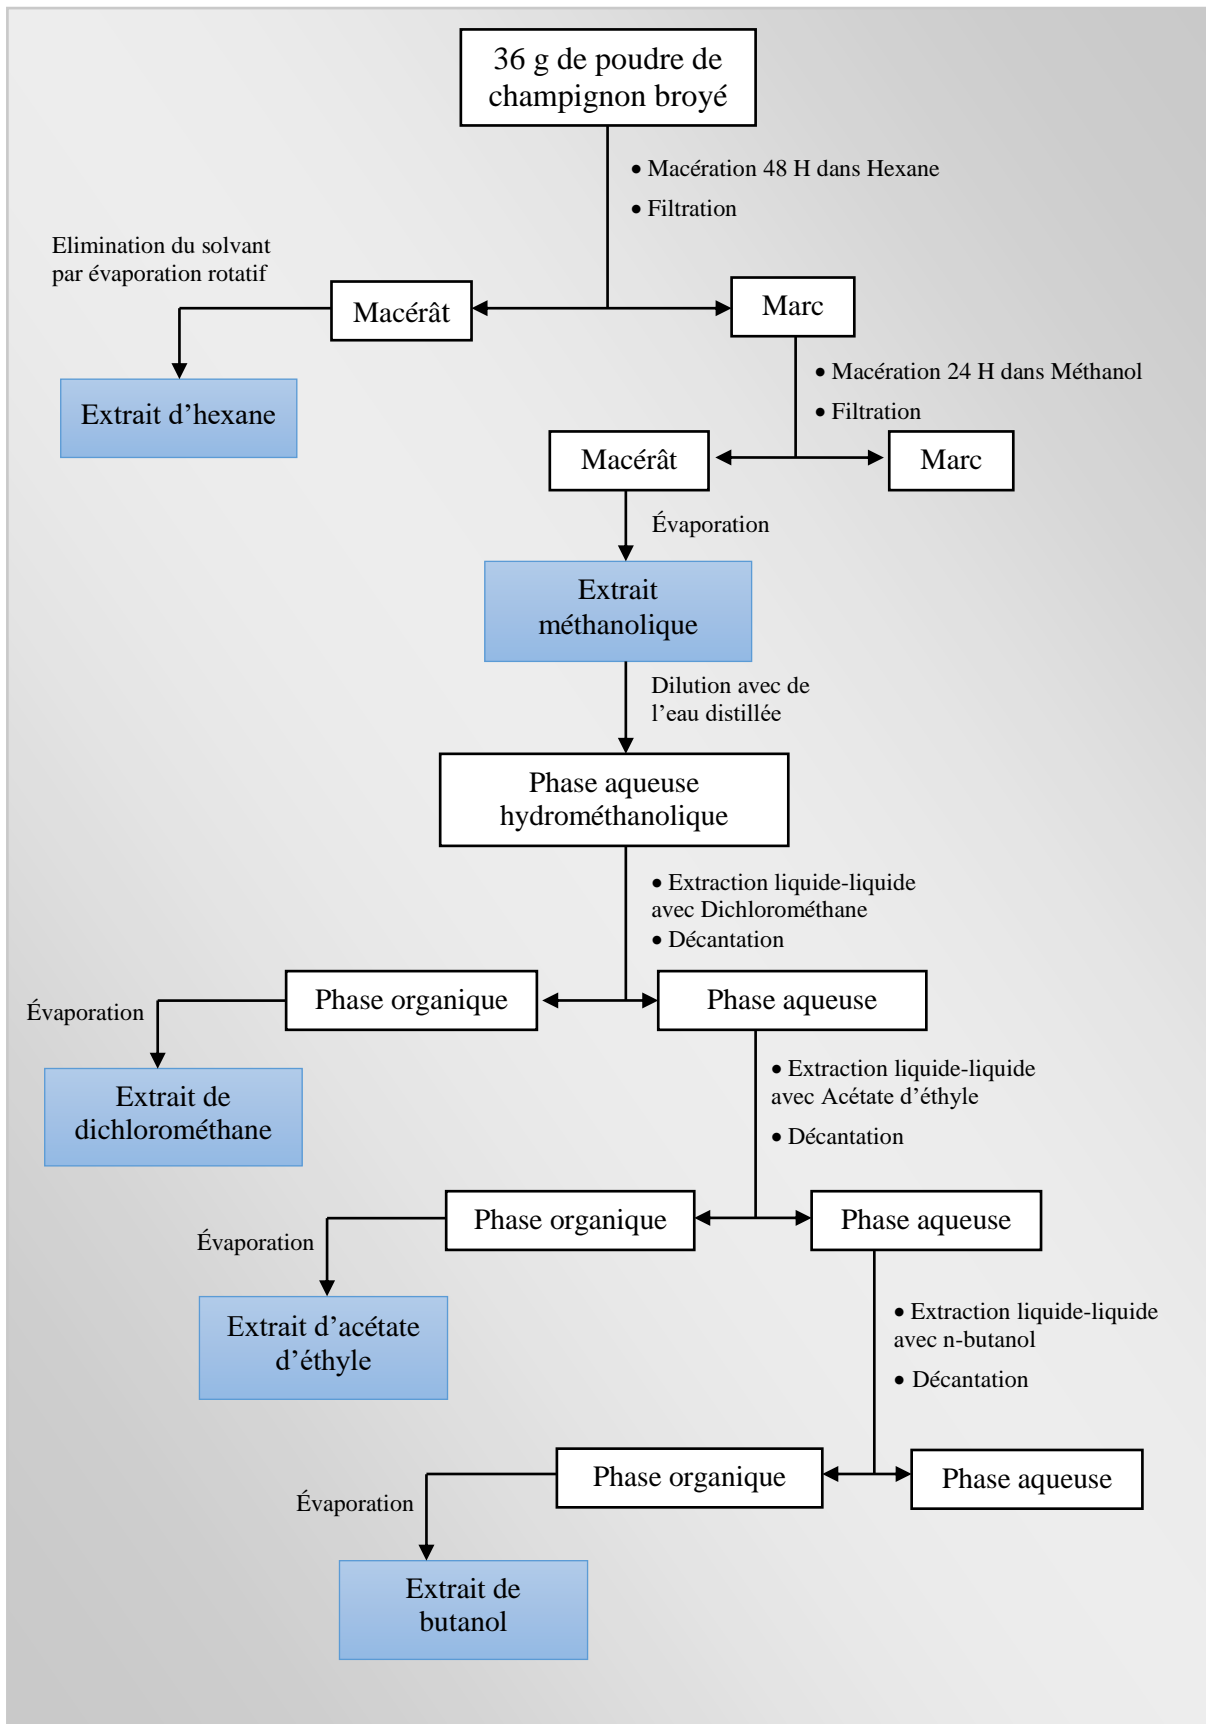 36 g de poudre de
champignon broyé
• Macération 48 H dans Hexane
• Filtration
Elimination du solvant
par évaporation rotatif
Macérât
Marc
• Macération 24 H dans Méthanol
• Filtration
Extrait d’hexane
Macérât
Marc
Évaporation
Extrait
méthanolique
Dilution avec de
l’eau distillée
Phase aqueuse
hydrométhanolique
• Extraction liquide-liquide
avec Dichlorométhane
• Décantation
Phase organique
Phase aqueuse
Évaporation
• Extraction liquide-liquide
avec Acétate d’éthyle
• Décantation
Extrait de
dichlorométhane
Phase organique
Phase aqueuse
Évaporation
• Extraction liquide-liquide
avec n-butanol
• Décantation
Extrait d’acétate
d’éthyle
Phase organique
Phase aqueuse
Évaporation
Extrait de
butanol